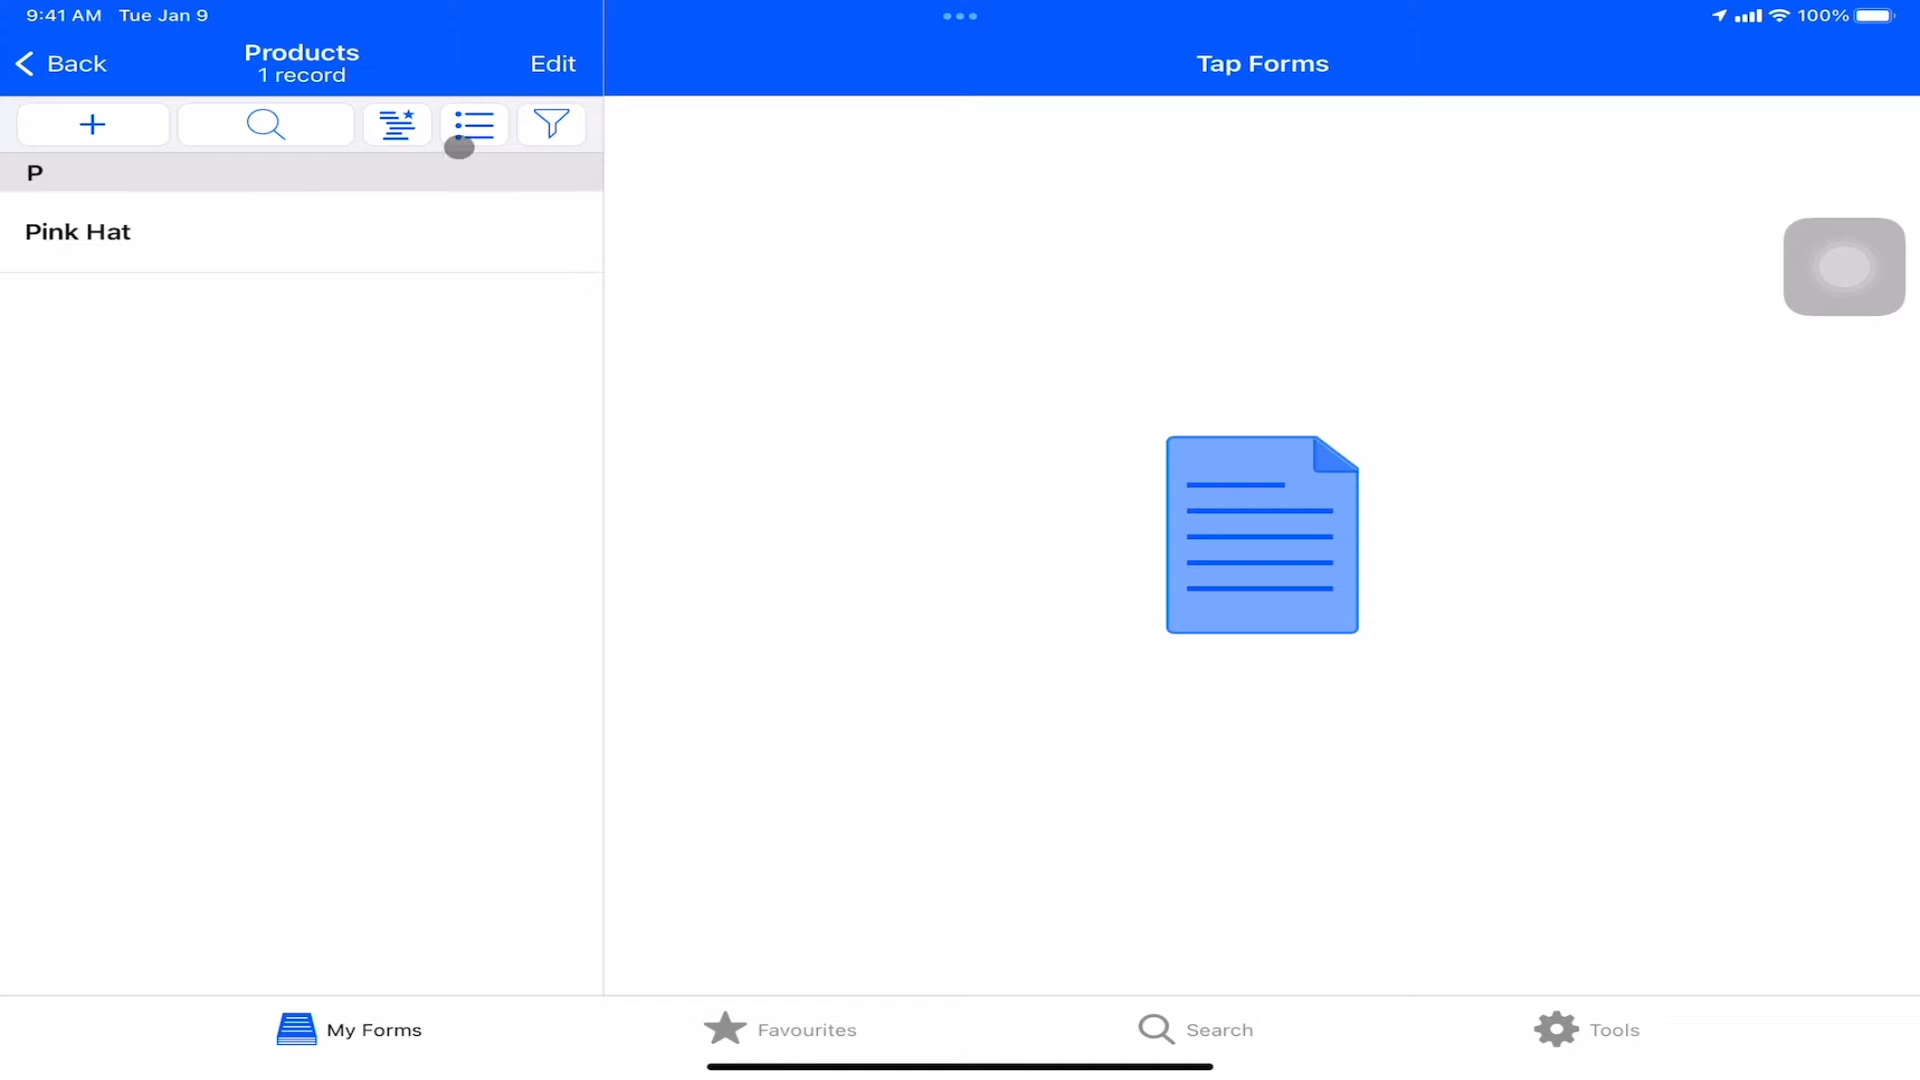 9:41 AM Tue Jan 9
100%
Back
Products
1 record
Edit
Tap Forms
P
Pink Hat
My Forms
Favourites
Search
Tools